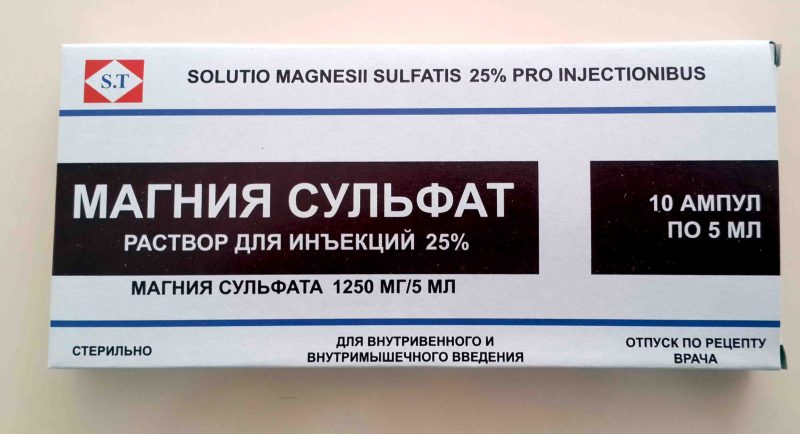 S.T
SOLUTIO MAGNESII SULFATIS 25% PRO INJECTIONIBUS
МАГНИЯ СУЛЬФАТ
РАСТВОР ДЛЯ ИНЪЕКЦИЙ 25%
10 АМПУЛ
ПО 5 МЛ
МАГНИЯ СУЛЬФАТА 1250 МГ/5 МЛ
СТЕРИЛЬНО
ДЛЯ ВНУТРИВЕННОГО И
ВНУТРИМЫШЕЧНОГО ВВЕДЕНИЯ
ОТПУСК ПО РЕЦЕПТУ
ВРАЧА